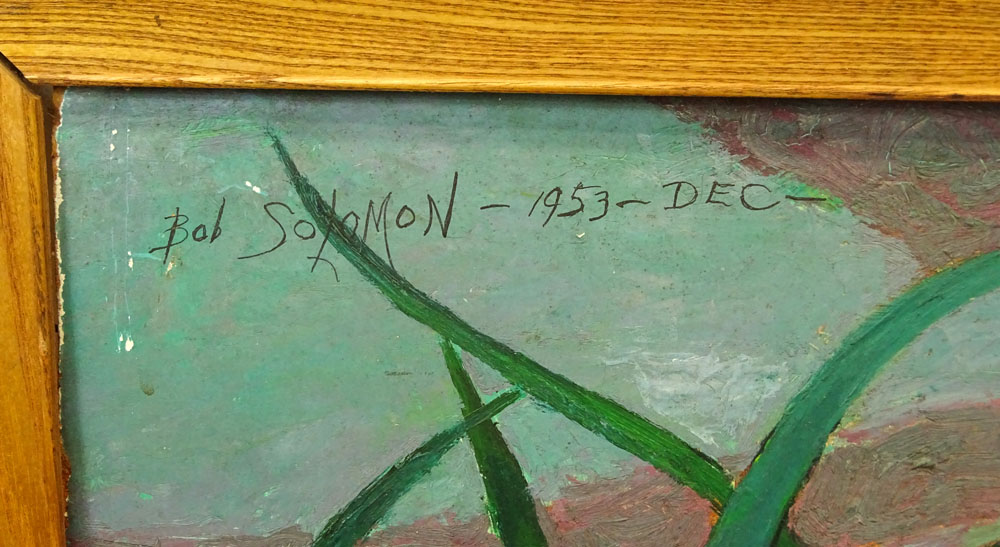 Bob SOLOMON - 1953 - DEC -